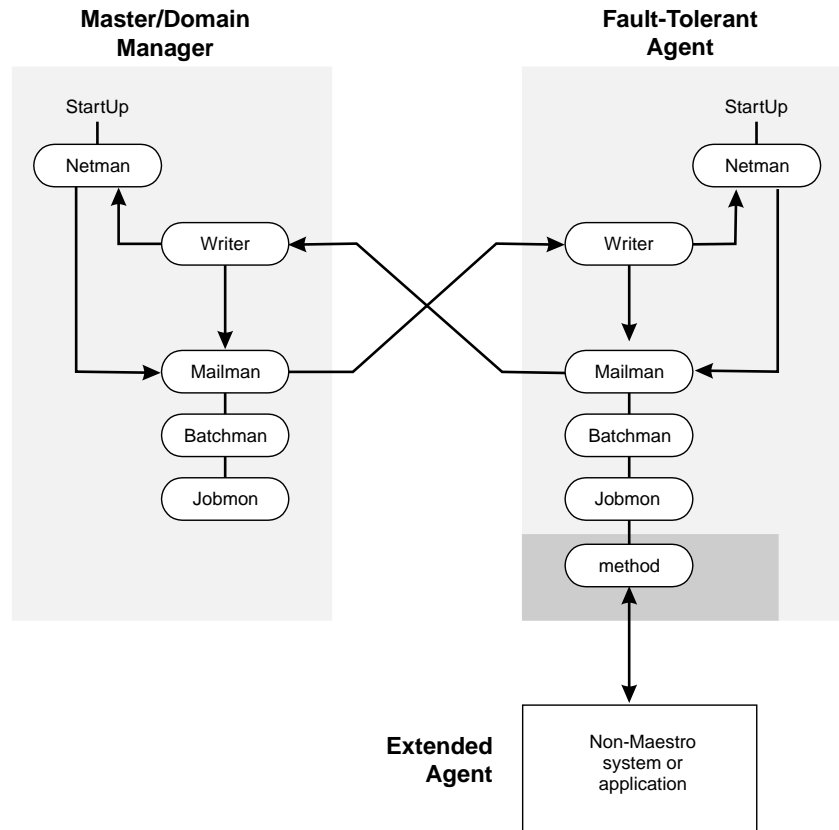 Master/Domain
Manager
Fault-Tolerant
Agent
StartUp
StartUp
Netman
Netman
Writer
Writer
Mailman
Mailman
Batchman
Batchman
Jobmon
Jobmon
method
Extended
Agent
Non-Maestro
system or
application